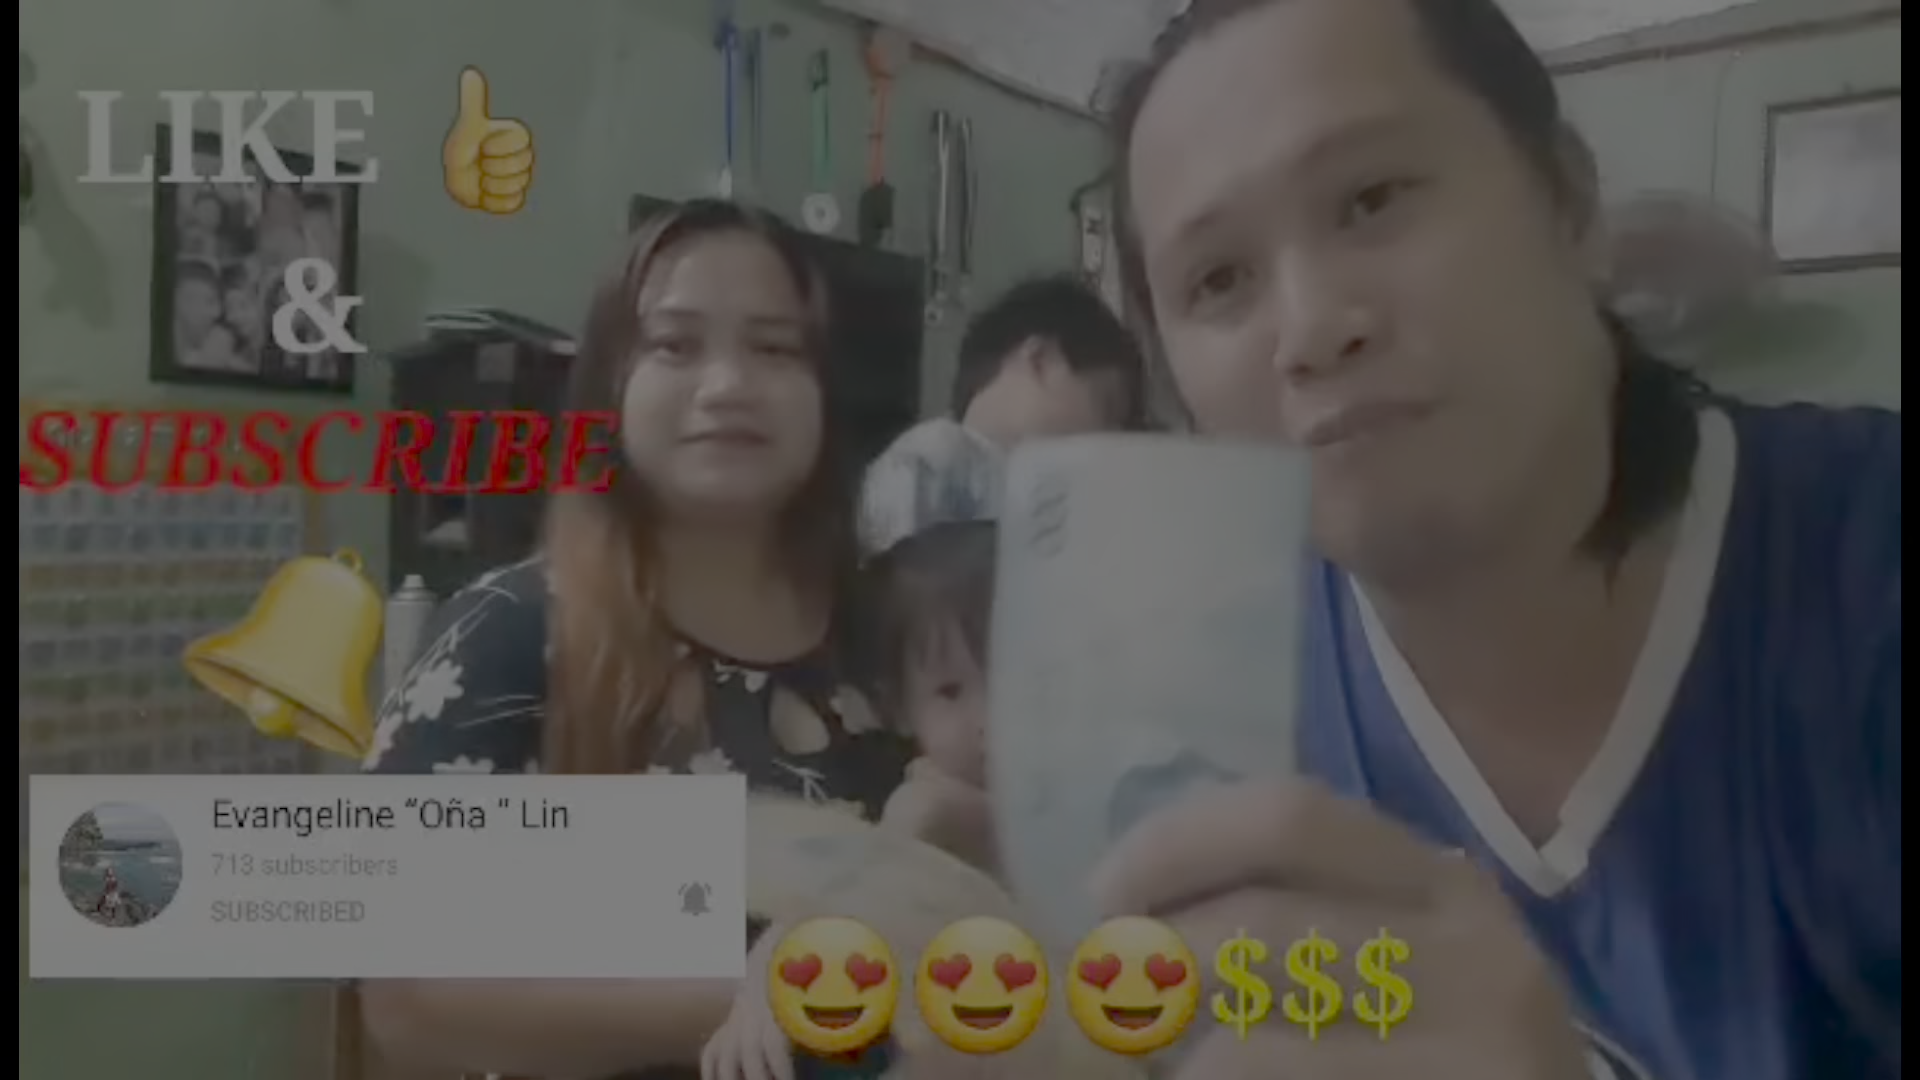 LIKE
&
SUBSCRIBE
Evangeline “Oña ” Lin
713 subscribers
SUBSCRIBED
$$$